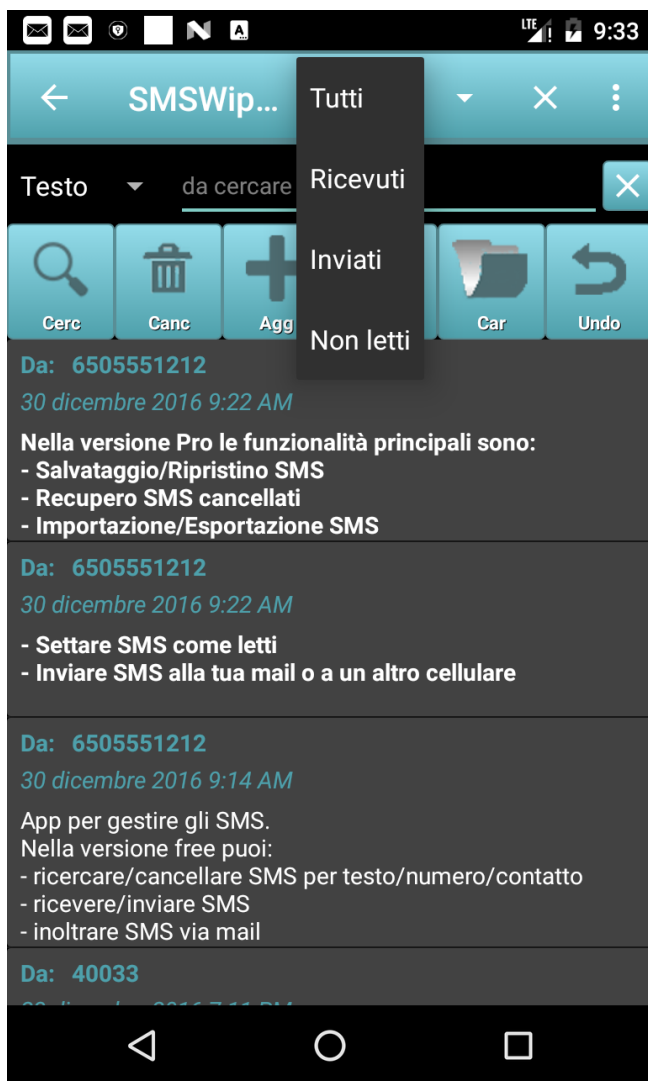 LTE 9:33
SMSWip...
Tutti
Ricevuti
Inviati
Non letti
Testo da cercare
Cerc Canc Agg Car Undo
Da: 6505551212
30 dicembre 2016 9:22 AM
Nella versione Pro le funzionalità principali sono:
- Salvataggio/Ripristino SMS
- Recupero SMS cancellati
- Importazione/Esportazione SMS
Da: 6505551212
30 dicembre 2016 9:22 AM
- Settare SMS come letti
- Inviare SMS alla tua mail o a un altro cellulare
Da: 6505551212
30 dicembre 2016 9:14 AM
App per gestire gli SMS.
Nella versione free puoi:
- ricercare/cancellare SMS per testo/numero/contatto
- ricevere/inviare SMS
- inoltrare SMS via mail
Da: 40033